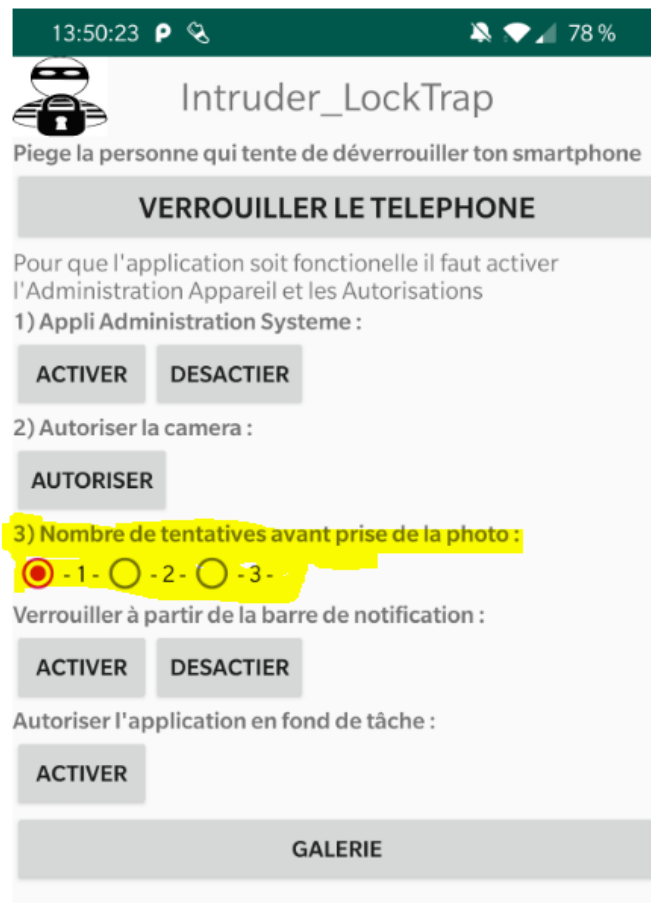 13:50:23 78 %
Intruder_LockTrap
Piege la personne qui tente de déverrouiller ton smartphone
VERROUILLER LE TELEPHONE
Pour que l'application soit fonctionelle il faut activer
l'Administration Appareil et les Autorisations
1) Appli Administration Systeme :
ACTIVER DESACTIER
2) Autoriser la camera :
AUTORISER
3) Nombre de tentatives avant prise de la photo :
- 1 - - 2 - - 3 -
Verrouiller à partir de la barre de notification :
ACTIVER DESACTIER
Autoriser l'application en fond de tâche :
ACTIVER
GALERIE